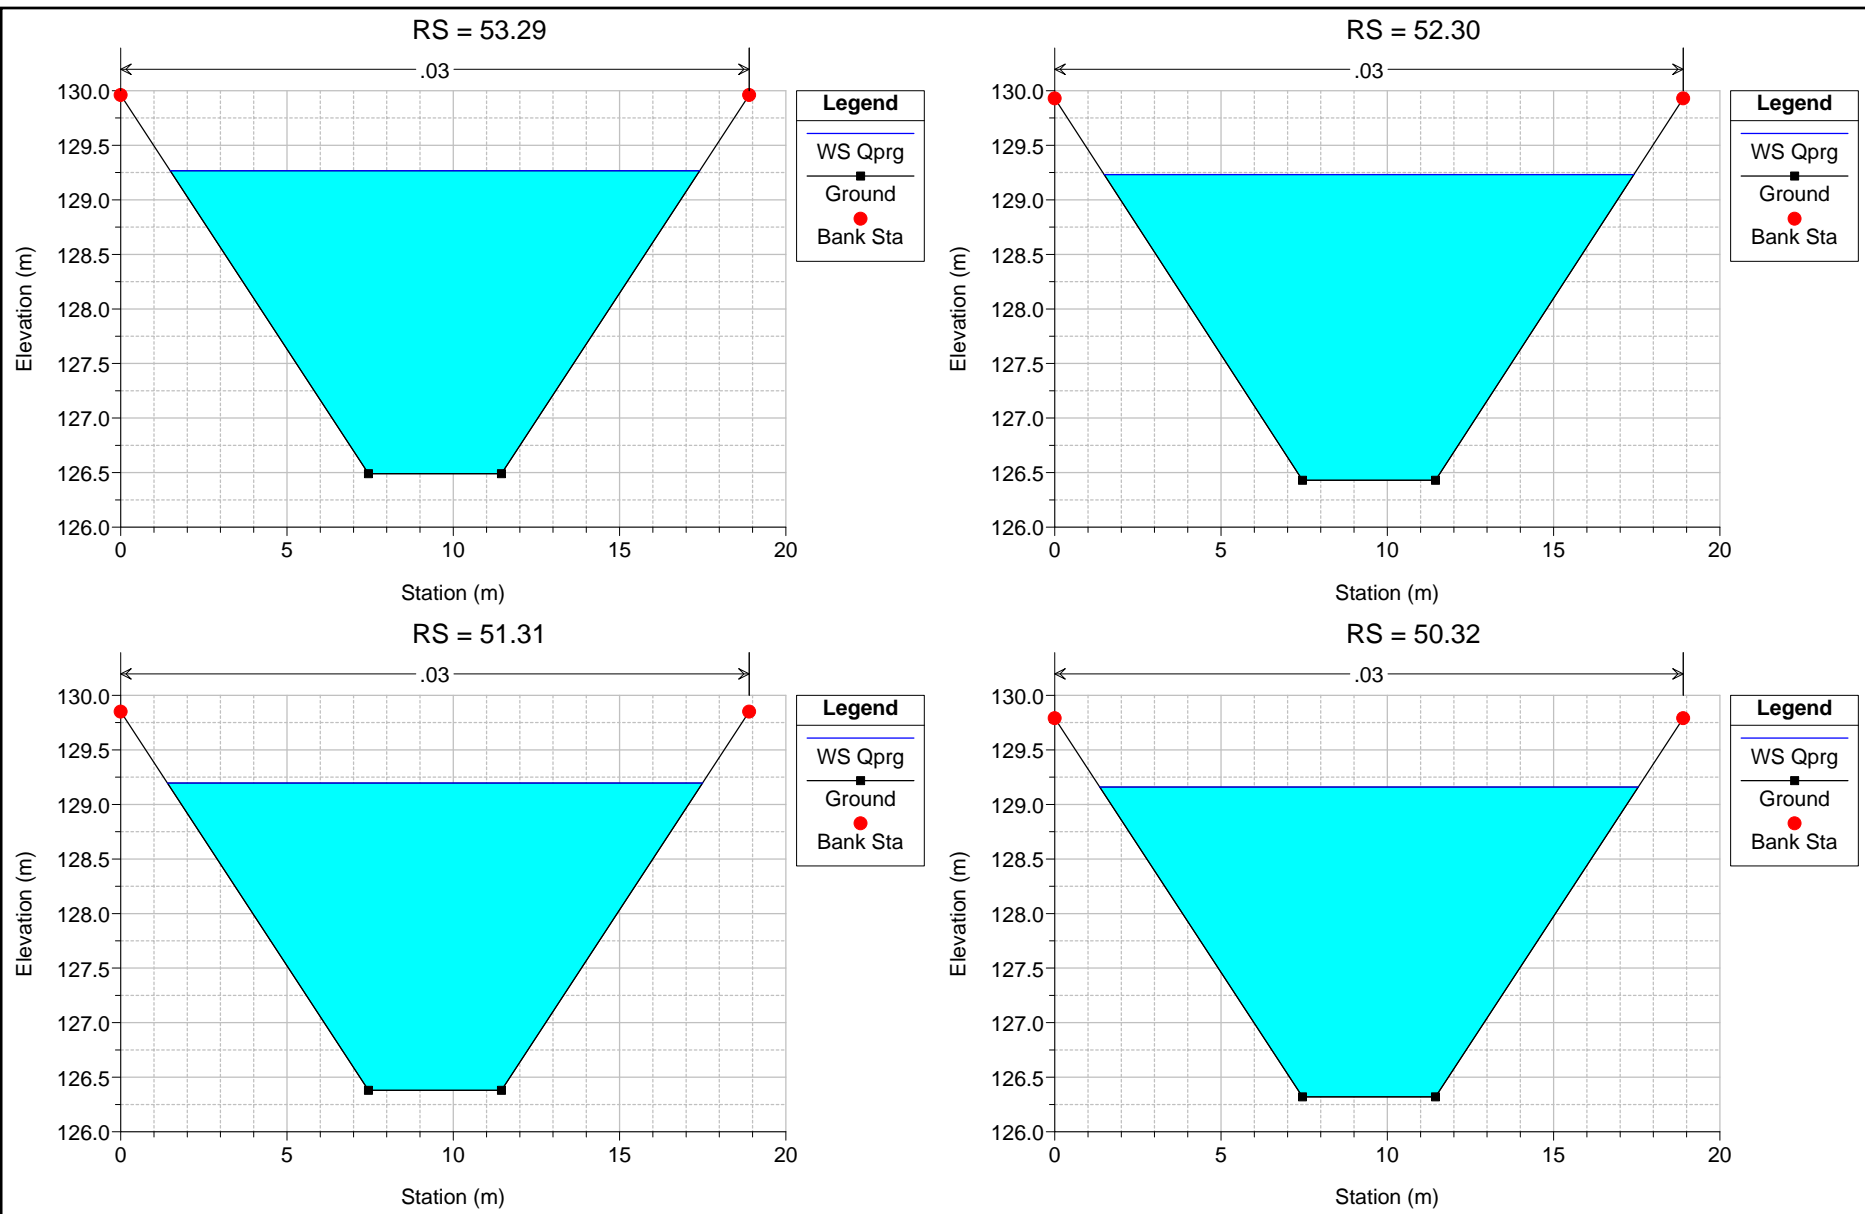 RS = 53.29
.03
130.0
129.5
129.0
128.5
128.0
127.5
127.0
126.5
126.0
Elevation (m)
0 5 10 15 20
Station (m)
Legend
WS Qprg
Ground
Bank Sta
RS = 52.30
.03
130.0
129.5
129.0
128.5
128.0
127.5
127.0
126.5
126.0
Elevation (m)
0 5 10 15 20
Station (m)
Legend
WS Qprg
Ground
Bank Sta
RS = 51.31
.03
130.0
129.5
129.0
128.5
128.0
127.5
127.0
126.5
126.0
Elevation (m)
0 5 10 15 20
Station (m)
Legend
WS Qprg
Ground
Bank Sta
RS = 50.32
.03
130.0
129.5
129.0
128.5
128.0
127.5
127.0
126.5
126.0
Elevation (m)
0 5 10 15 20
Station (m)
Legend
WS Qprg
Ground
Bank Sta